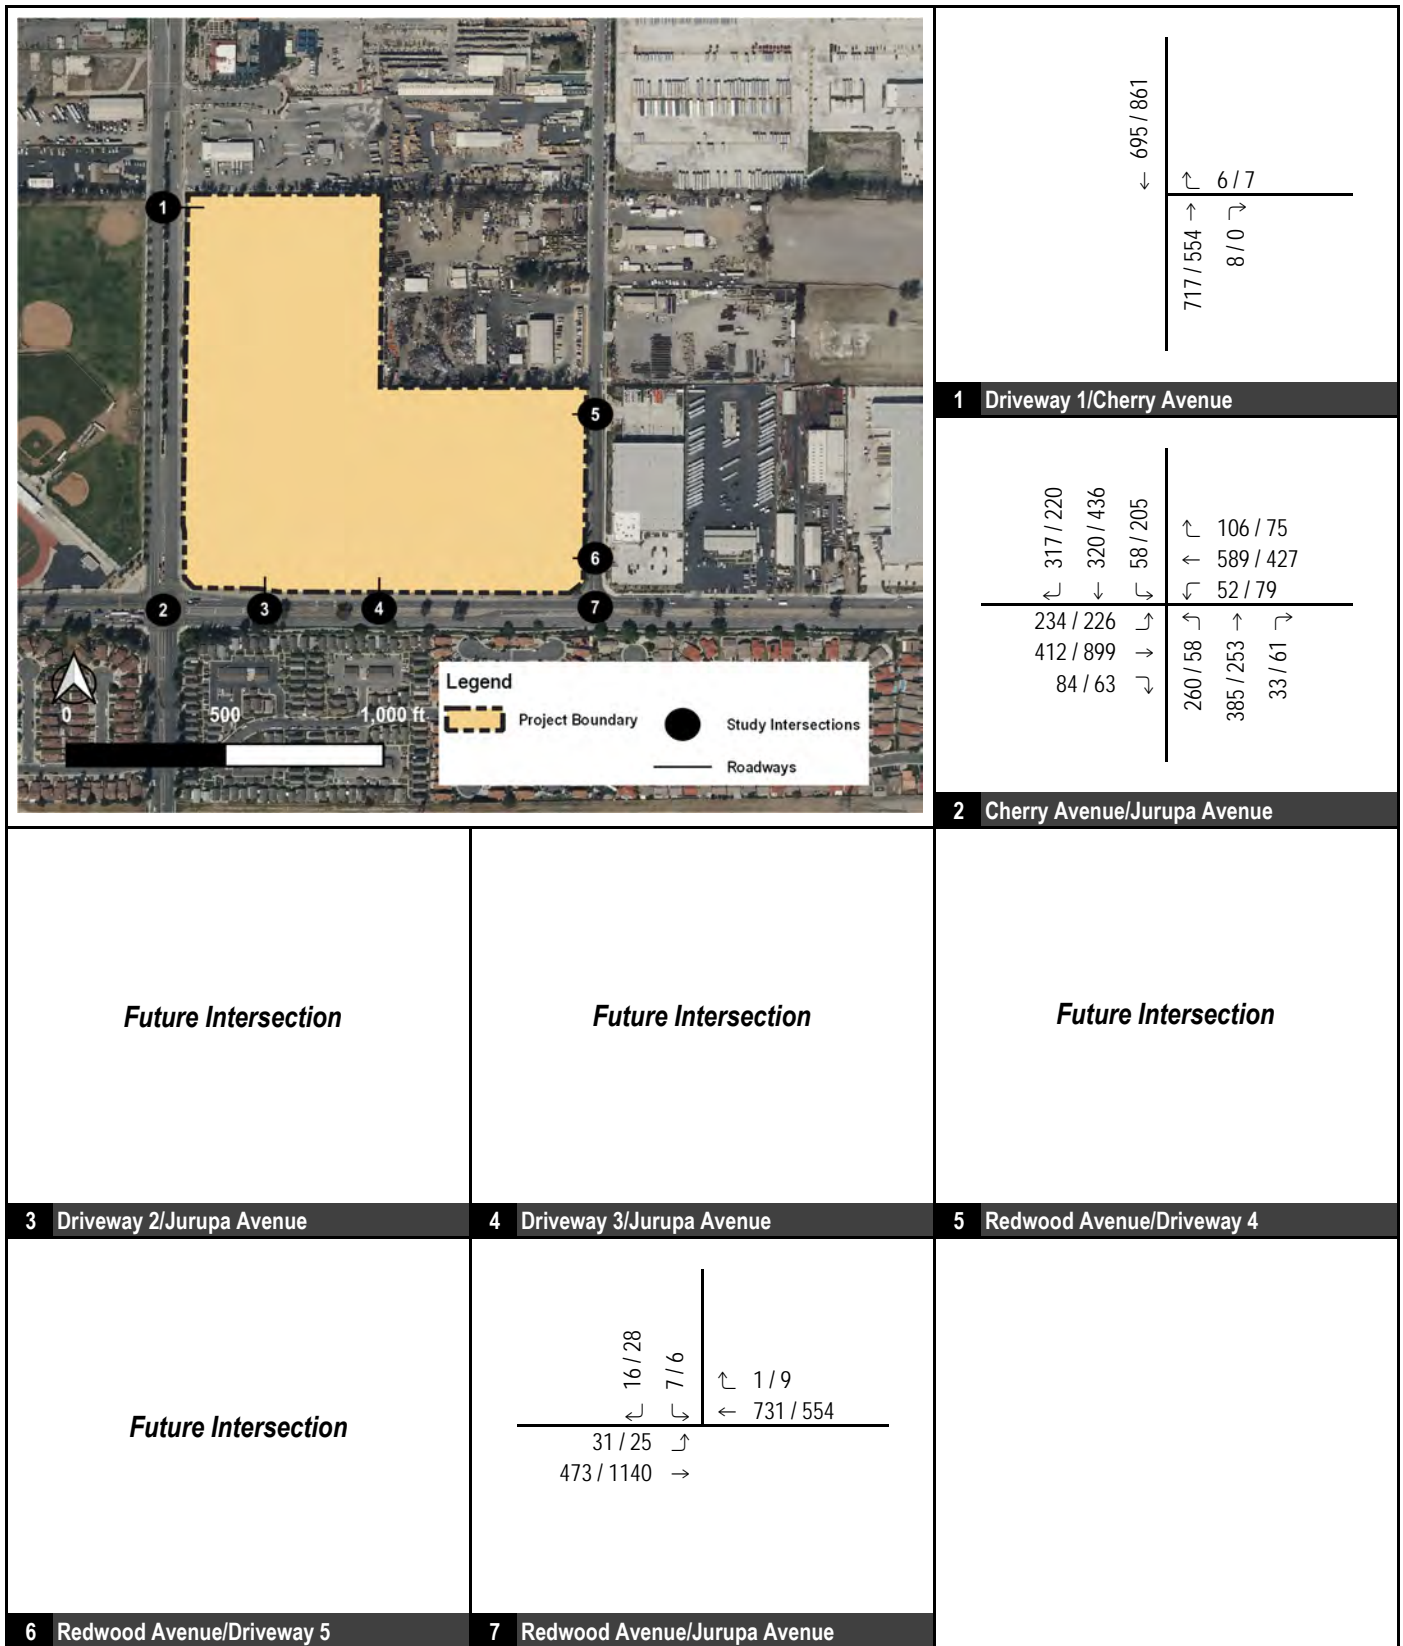 1
5
6
2
3
4
7
0
500
1,000 ft
Legend
Project Boundary
Study Intersections
Roadways
695 / 861
↓
↑ 6 / 7
717 / 554 →
8 / 0
1 Driveway 1/Cherry Avenue
317 / 220
320 / 436
58 / 205
106 / 75
← 589 / 427
52 / 79
234 / 226
412 / 899 →
84 / 63
260 / 58
385 / 253
33 / 61
2 Cherry Avenue/Jurupa Avenue
Future Intersection
3 Driveway 2/Jurupa Avenue
Future Intersection
4 Driveway 3/Jurupa Avenue
Future Intersection
5 Redwood Avenue/Driveway 4
Future Intersection
6 Redwood Avenue/Driveway 5
16 / 28
7 / 6
1 / 9
← 731 / 554
31 / 25
473 / 1140 →
7 Redwood Avenue/Jurupa Avenue